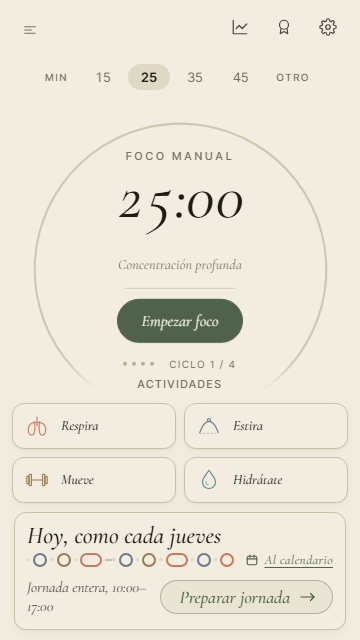 MIN 15 25 35 45 OTRO
FOCO MANUAL
25:00
Concentración profunda
Empezar foco
CICLO 1 / 4
ACTIVIDADES
Respira
Estira
Mueve
Hidrátate
Hoy, como cada jueves
Al calendario
Jornada entera, 10:00–
17:00
Preparar jornada